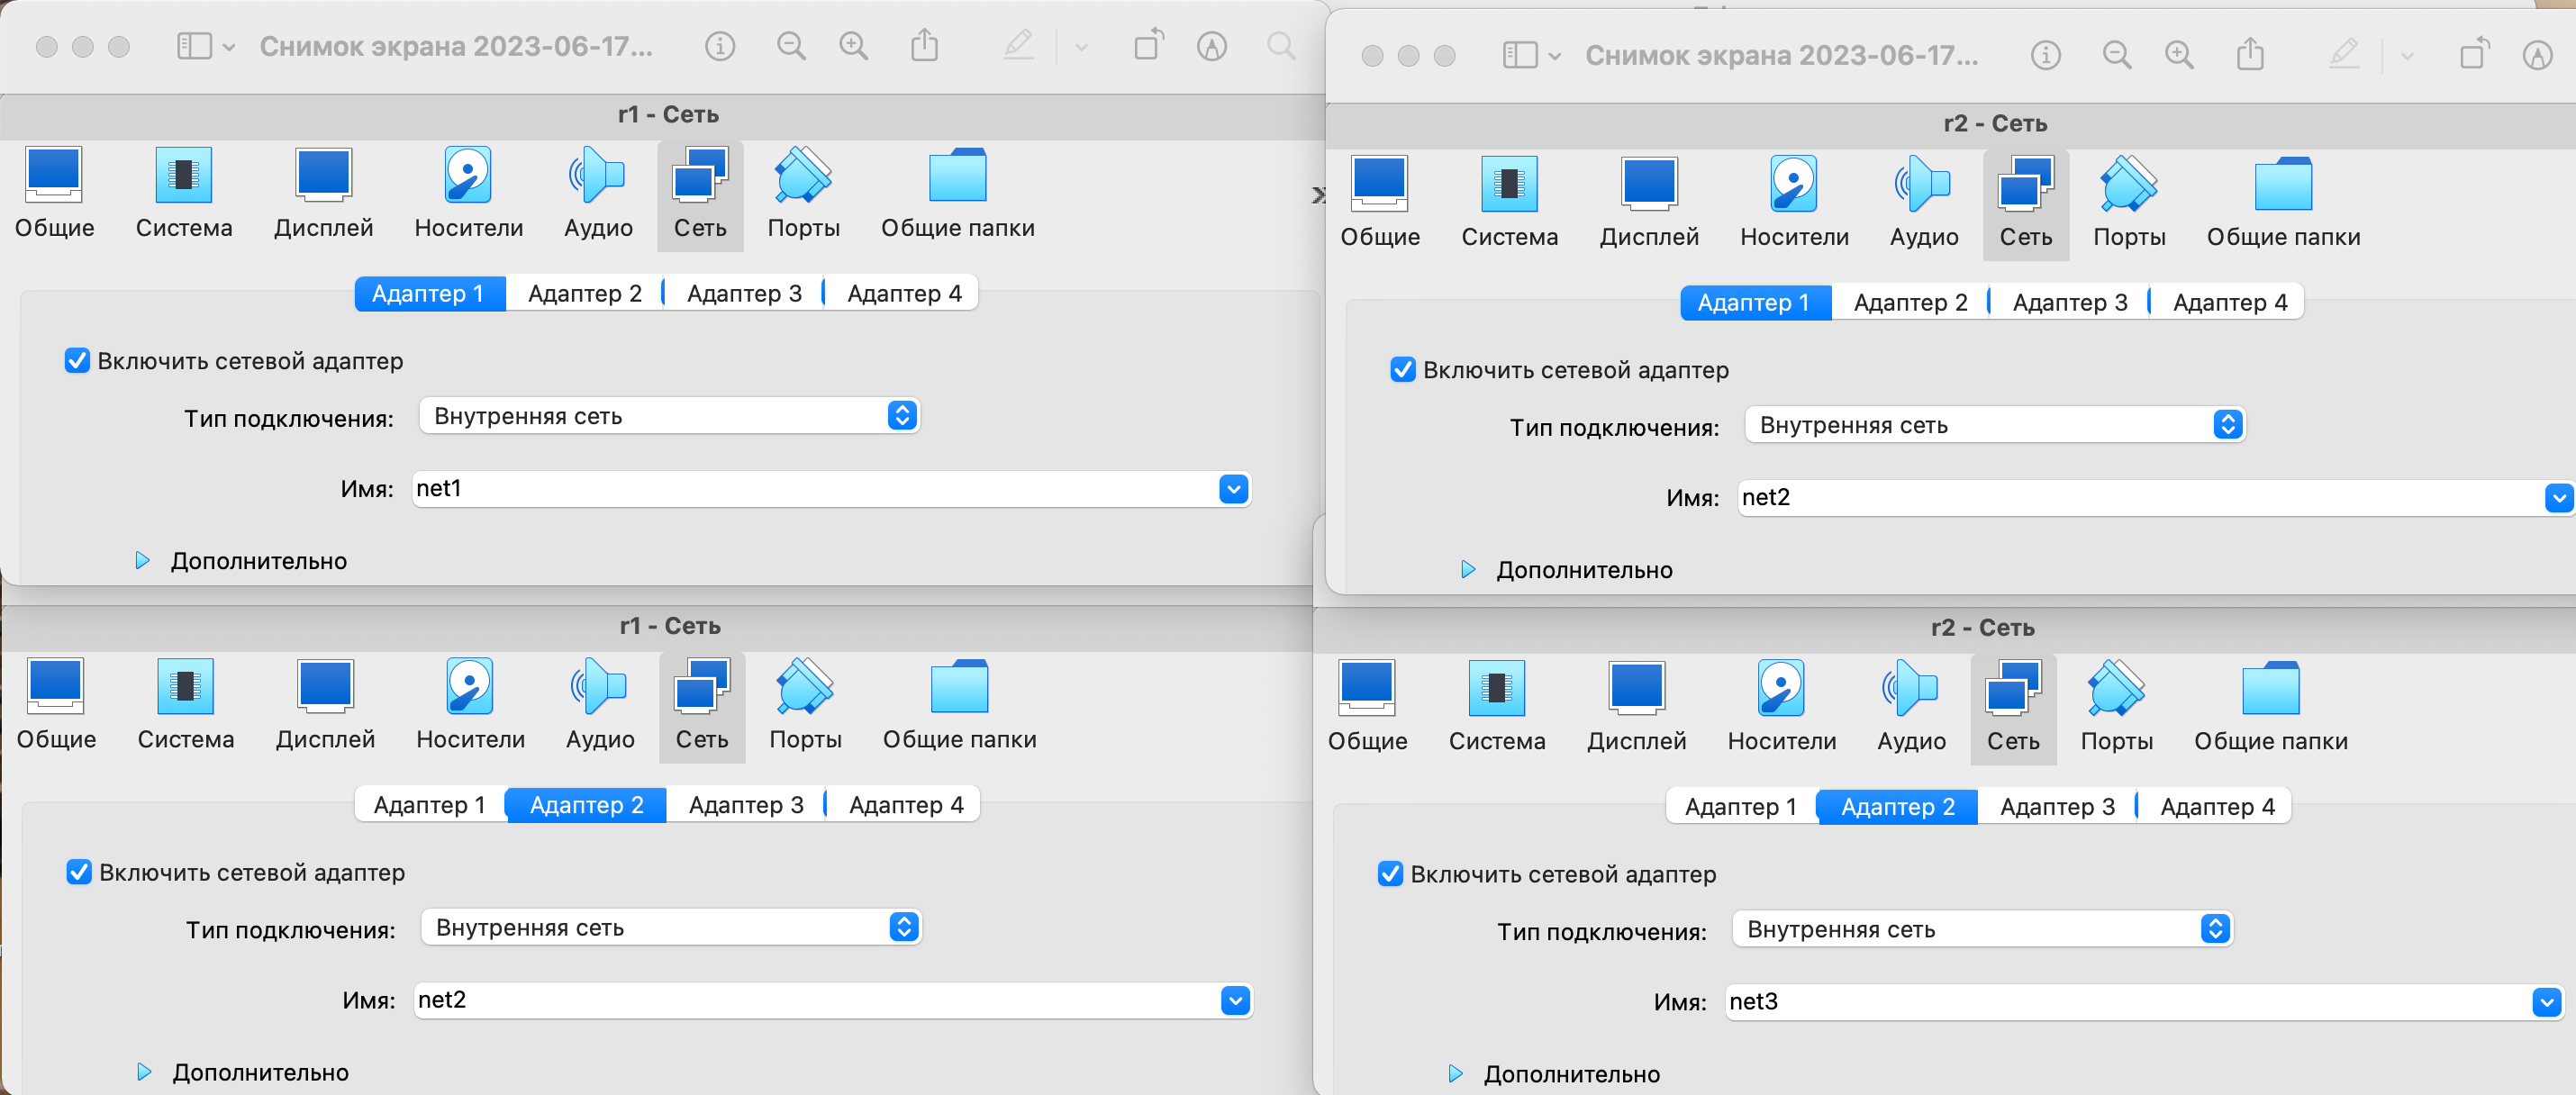 Снимок экрана 2023-06-17...
r1 - Сеть
Общие Система Дисплей Носители Аудио Сеть Порты Общие папки
Адаптер 1 Адаптер 2 Адаптер 3 Адаптер 4
Включить сетевой адаптер
Тип подключения: Внутренняя сеть
Имя: net1
Дополнительно
Снимок экрана 2023-06-17...
r2 - Сеть
Общие Система Дисплей Носители Аудио Сеть Порты Общие папки
Адаптер 1 Адаптер 2 Адаптер 3 Адаптер 4
Включить сетевой адаптер
Тип подключения: Внутренняя сеть
Имя: net2
Дополнительно
r1 - Сеть
Общие Система Дисплей Носители Аудио Сеть Порты Общие папки
Адаптер 1 Адаптер 2 Адаптер 3 Адаптер 4
Включить сетевой адаптер
Тип подключения: Внутренняя сеть
Имя: net2
Дополнительно
r2 - Сеть
Общие Система Дисплей Носители Аудио Сеть Порты Общие папки
Адаптер 1 Адаптер 2 Адаптер 3 Адаптер 4
Включить сетевой адаптер
Тип подключения: Внутренняя сеть
Имя: net3
Дополнительно